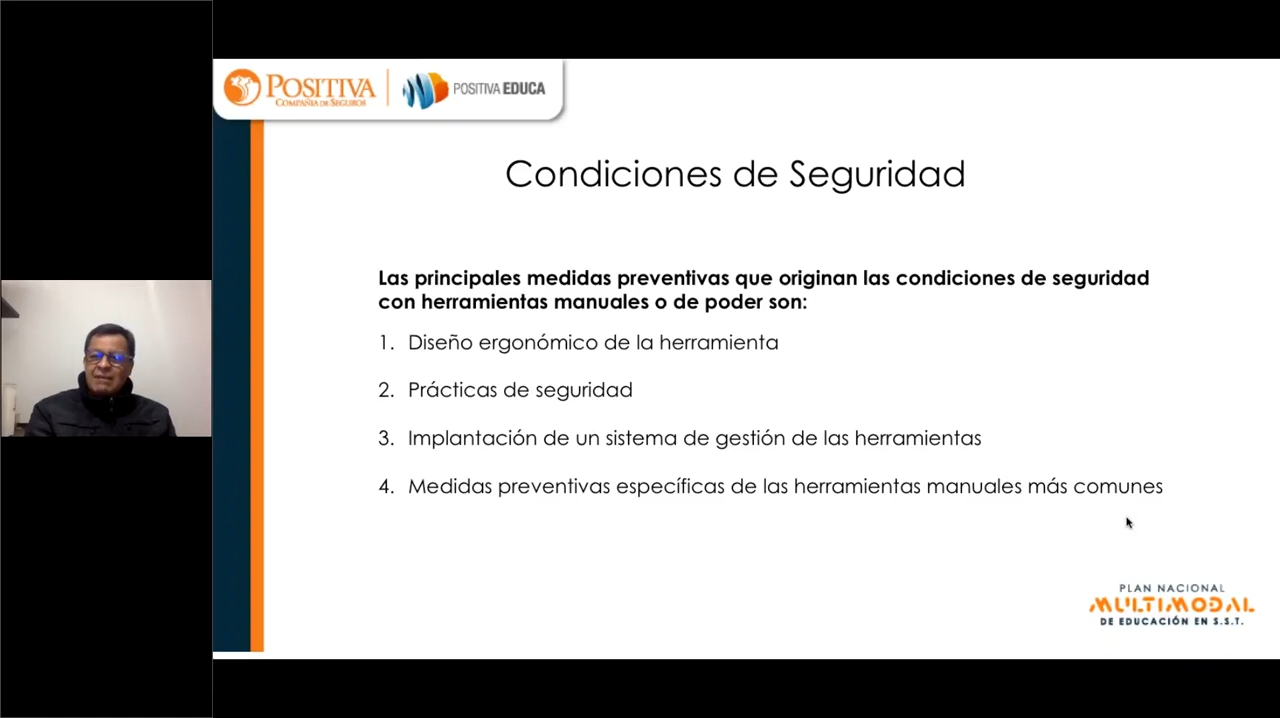 POSITIVA
COMPAÑIA DE SEGUROS
POSITIVA EDUCA
Condiciones de Seguridad
Las principales medidas preventivas que originan las condiciones de seguridad
con herramientas manuales o de poder son:
1. Diseño ergonómico de la herramienta
2. Prácticas de seguridad
3. Implantación de un sistema de gestión de las herramientas
4. Medidas preventivas específicas de las herramientas manuales más comunes
PLAN NACIONAL
MULTIMODAL
DE EDUCACIÓN EN S.S.T.